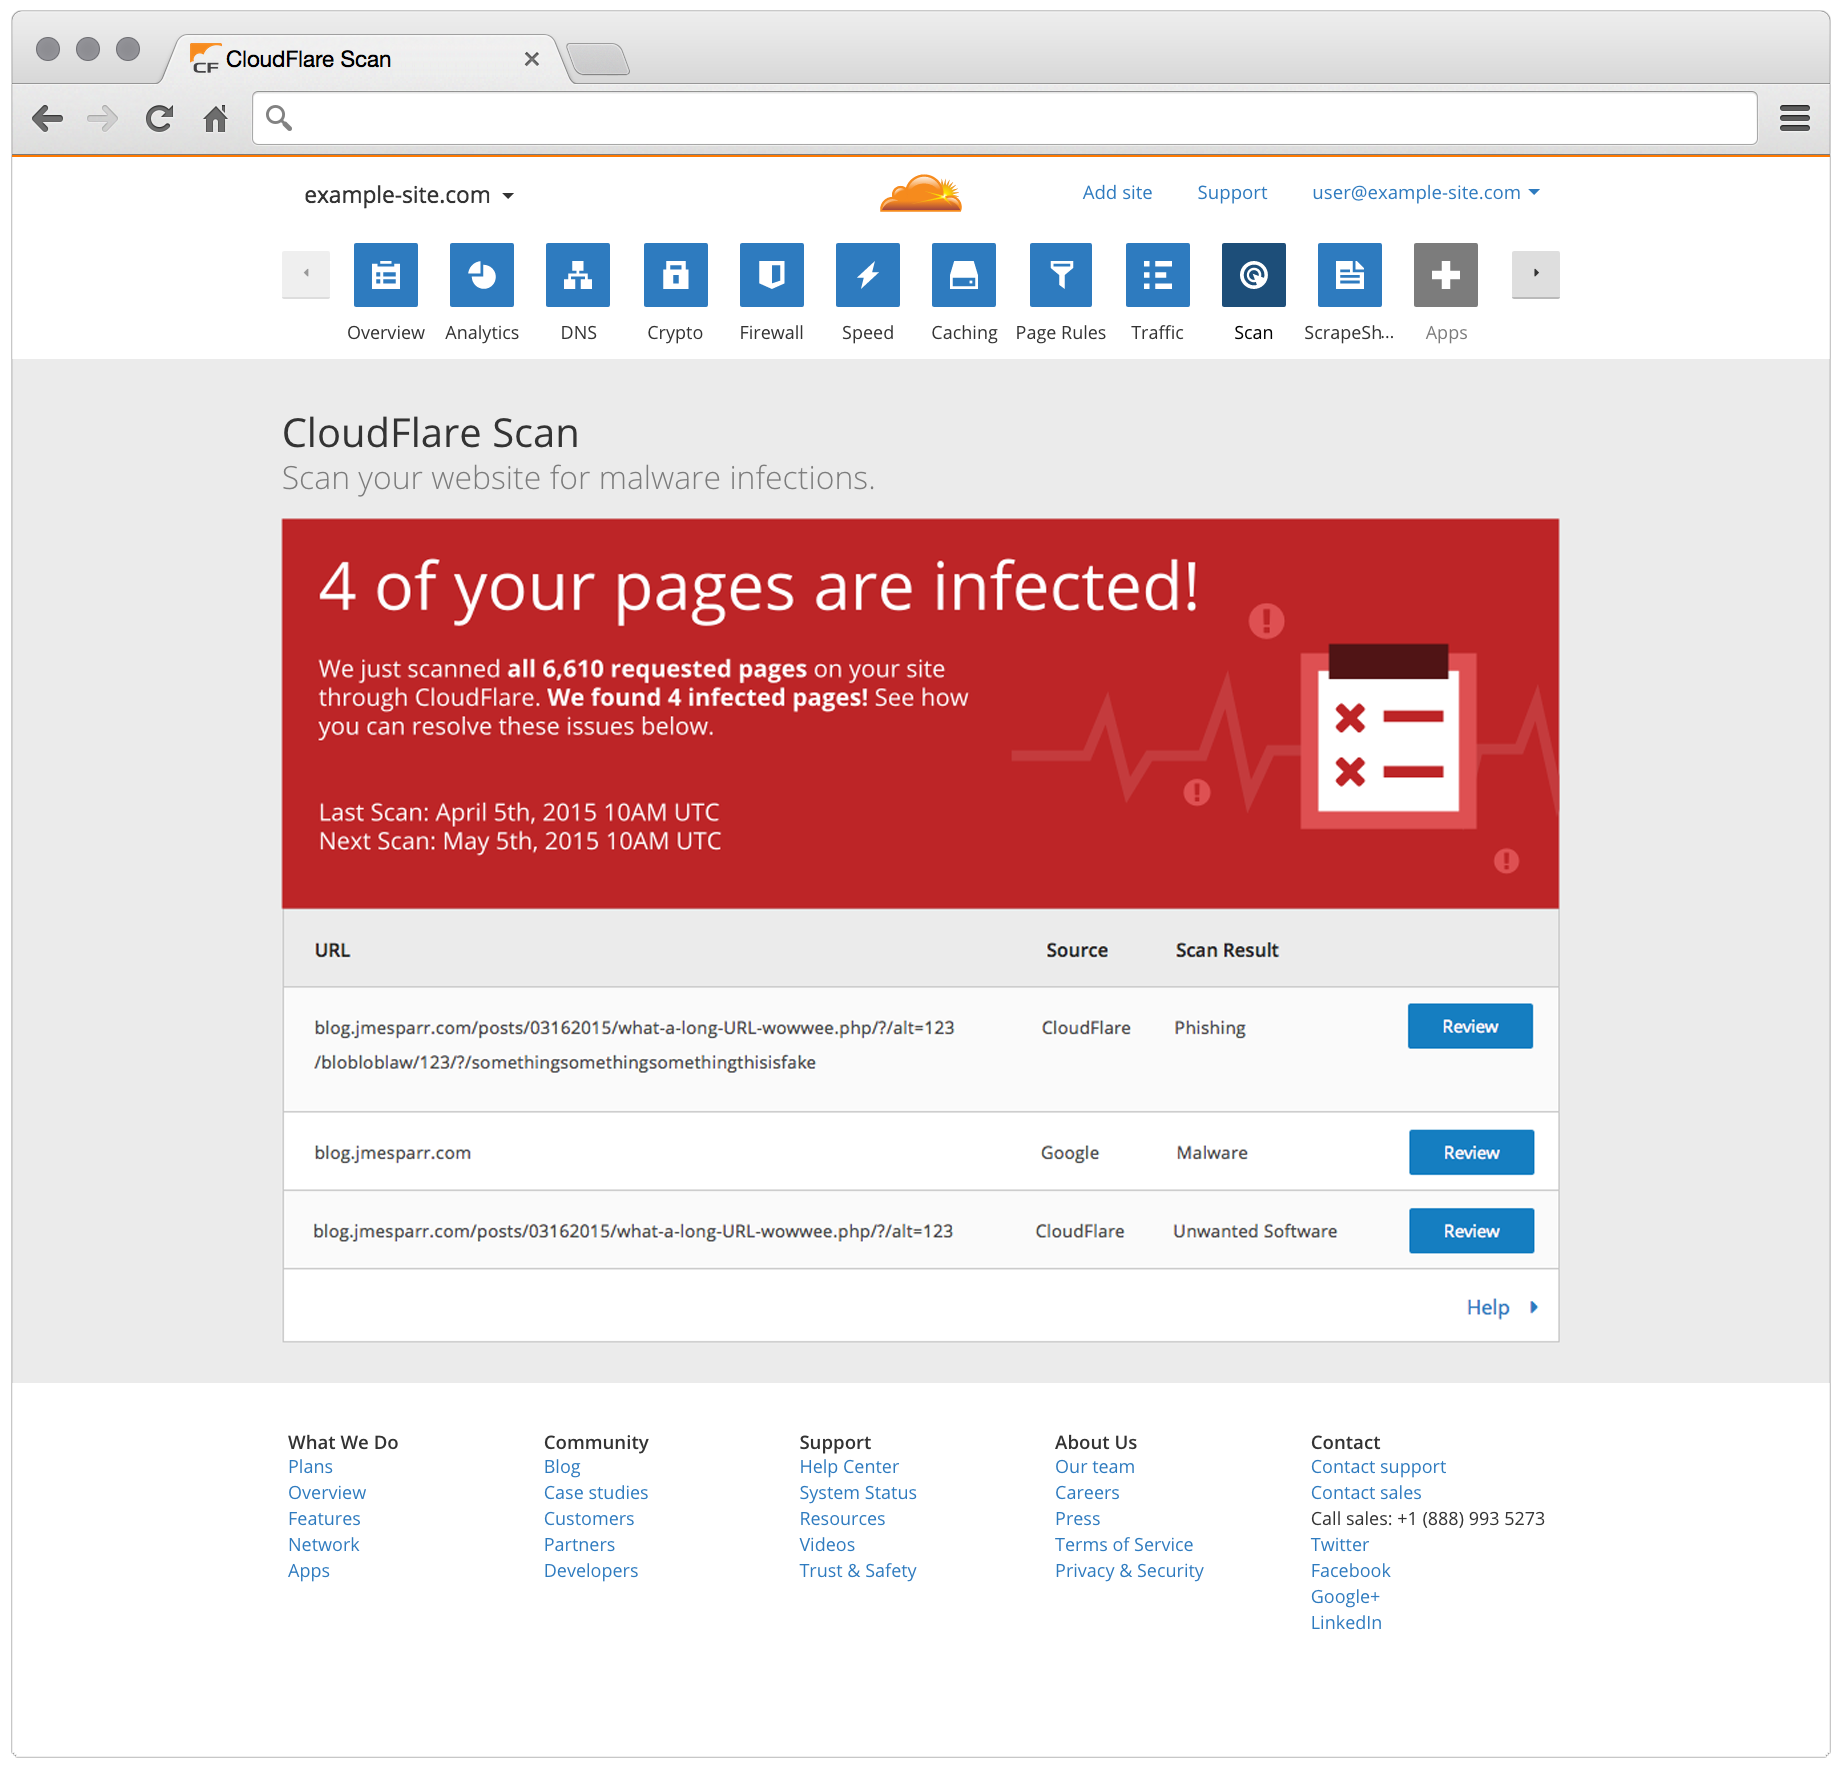 CF CloudFlare Scan
example-site.com
Add site Support user@example-site.com
Overview Analytics DNS Crypto Firewall Speed Caching Page Rules Traffic Scan ScrapeSh... Apps
CloudFlare Scan
Scan your website for malware infections.
4 of your pages are infected!
We just scanned all 6,610 requested pages on your site
through CloudFlare. We found 4 infected pages! See how
you can resolve these issues below.
Last Scan: April 5th, 2015 10AM UTC
Next Scan: May 5th, 2015 10AM UTC
URL Source Scan Result
blog.jmesparr.com/posts/03162015/what-a-long-URL-wowwee.php/?/alt=123 CloudFlare Phishing Review
/blobloblaw/123/?/somethingsomethingsomethingthisisfake
blog.jmesparr.com Google Malware Review
blog.jmesparr.com/posts/03162015/what-a-long-URL-wowwee.php/?/alt=123 CloudFlare Unwanted Software Review
Help
What We Do
Plans
Overview
Features
Network
Apps
Community
Blog
Case studies
Customers
Partners
Developers
Support
Help Center
System Status
Resources
Videos
Trust & Safety
About Us
Our team
Careers
Press
Terms of Service
Privacy & Security
Contact
Contact support
Contact sales
Call sales: +1 (888) 993 5273
Twitter
Facebook
Google+
LinkedIn